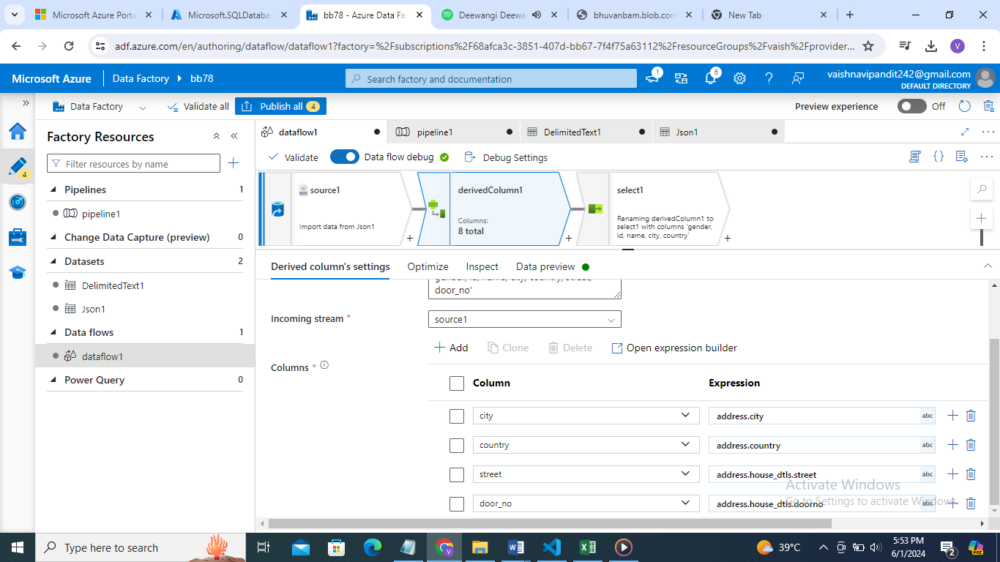 Microsoft Azure Porta
Microsoft.SQLDataba
bb78 - Azure Data Fa
Deewangi Deewa
bhuvanbam.blob.core
New Tab
adf.azure.com/en/authoring/dataflow/dataflow1?factory=%2Fsubscriptions%2F68afca3c-3851-407d-bb67-7f4f75a63112%2FresourceGroups%2Fvaish%2Fprovider...
V
Microsoft Azure
Data Factory
bb78
Search factory and documentation
1
6
vaishnavipandit242@gmail.com
DEFAULT DIRECTORY
Data Factory
Validate all
Publish all 4
Preview experience
Off
Factory Resources
Filter resources by name
4
Pipelines 1
pipeline1
Change Data Capture (preview) 0
Datasets 2
DelimitedText1
Json1
Data flows 1
dataflow1
Power Query 0
dataflow1
pipeline1
DelimitedText1
Json1
Validate
Data flow debug
Debug Settings
source1
Import data from Json1
+
derivedColumn1
Columns:
8 total
+
select1
Renaming derivedColumn1 to
select1 with columns 'gender,
id, name, city, country'
+
Derived column's settings
Optimize
Inspect
Data preview
gender, id, name, city, country, street,
door_no'
Incoming stream *
source1
Add
Clone
Delete
Open expression builder
Columns *
Column Expression
city address.city abc
country address.country abc
street address.house_dtls.street abc
door_no address.house_dtls.doorno abc
Activate Windows
Go to Settings to activate Windows.
Type here to search
V
39°C
5:53 PM
6/1/2024
2
PRE